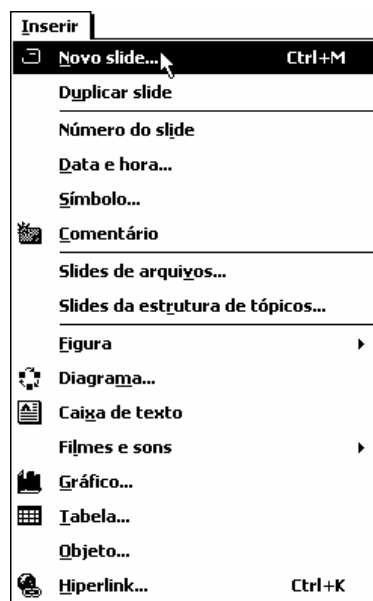 Inserir
Novo slide... Ctrl+M
Duplicar slide
Número do slide
Data e hora...
Símbolo...
Comentário
Slides de arquivos...
Slides da estrutura de tópicos...
Figura
Diagrama...
Caixa de texto
Filmes e sons
Gráfico...
Tabela...
Objeto...
Hiperlink... Ctrl+K